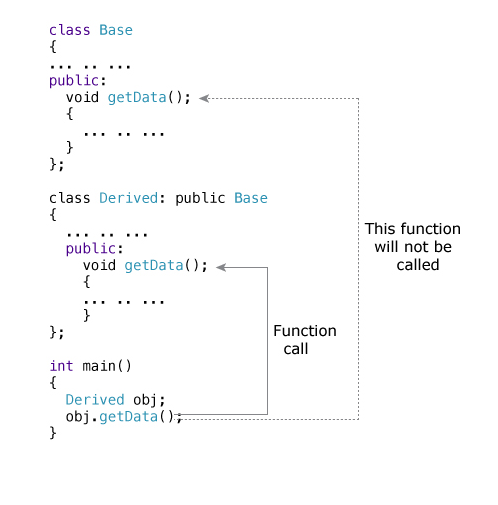 class Base
{
... .. ...
public:
void getData();
{
... .. ...
}
};
class Derived: public Base
{
... .. ...
public:
void getData();
{
... .. ...
}
};
int main()
{
Derived obj;
obj.getData();
}
This function
will not be
called
Function
call